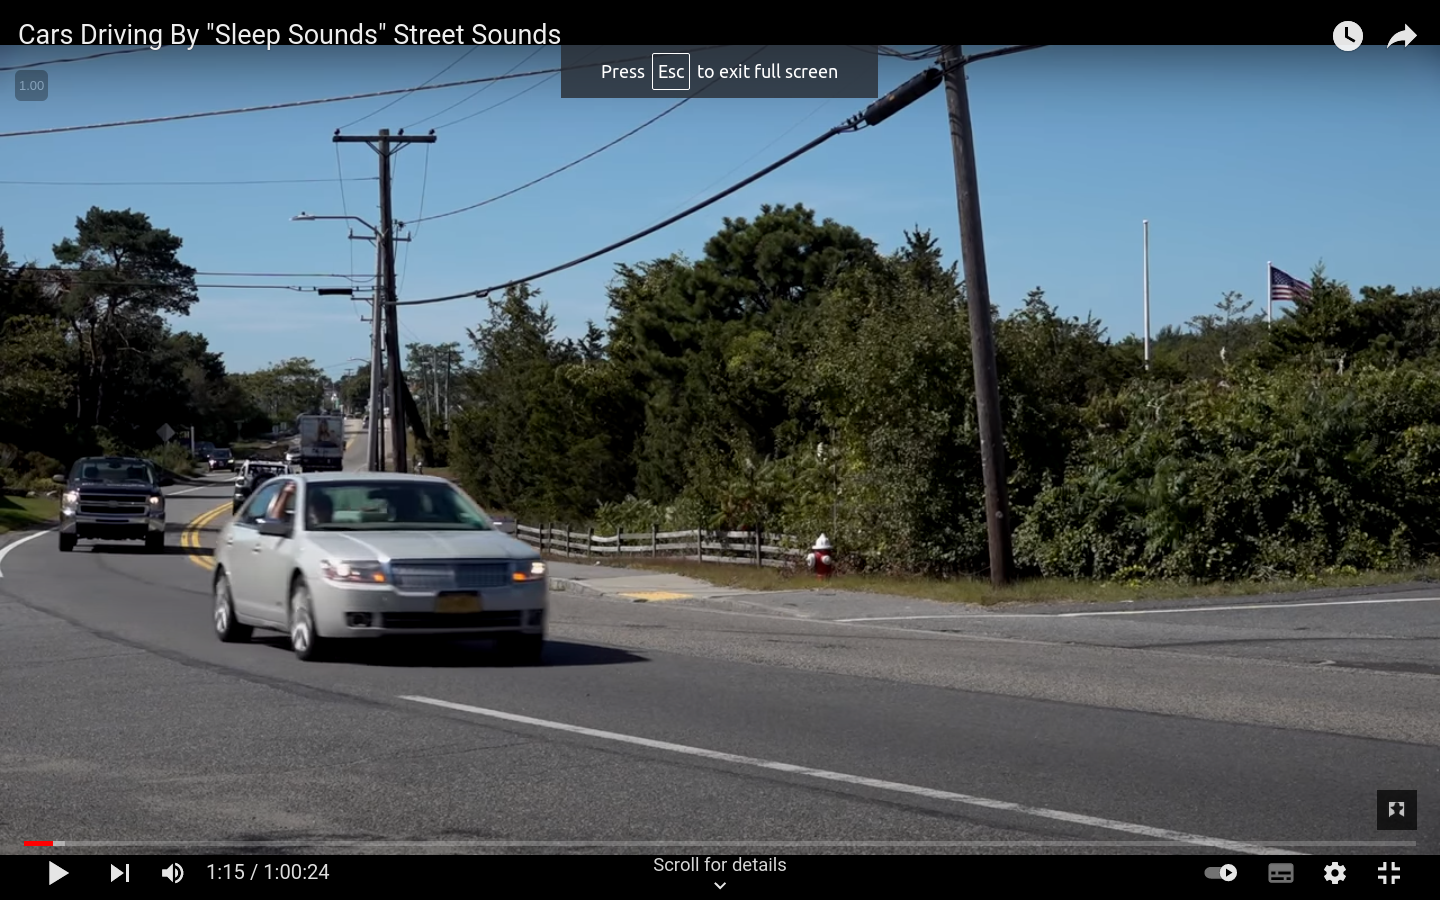 Cars Driving By "Sleep Sounds" Street Sounds
Press Esc to exit full screen
1.00
1:15 / 1:00:24
Scroll for details